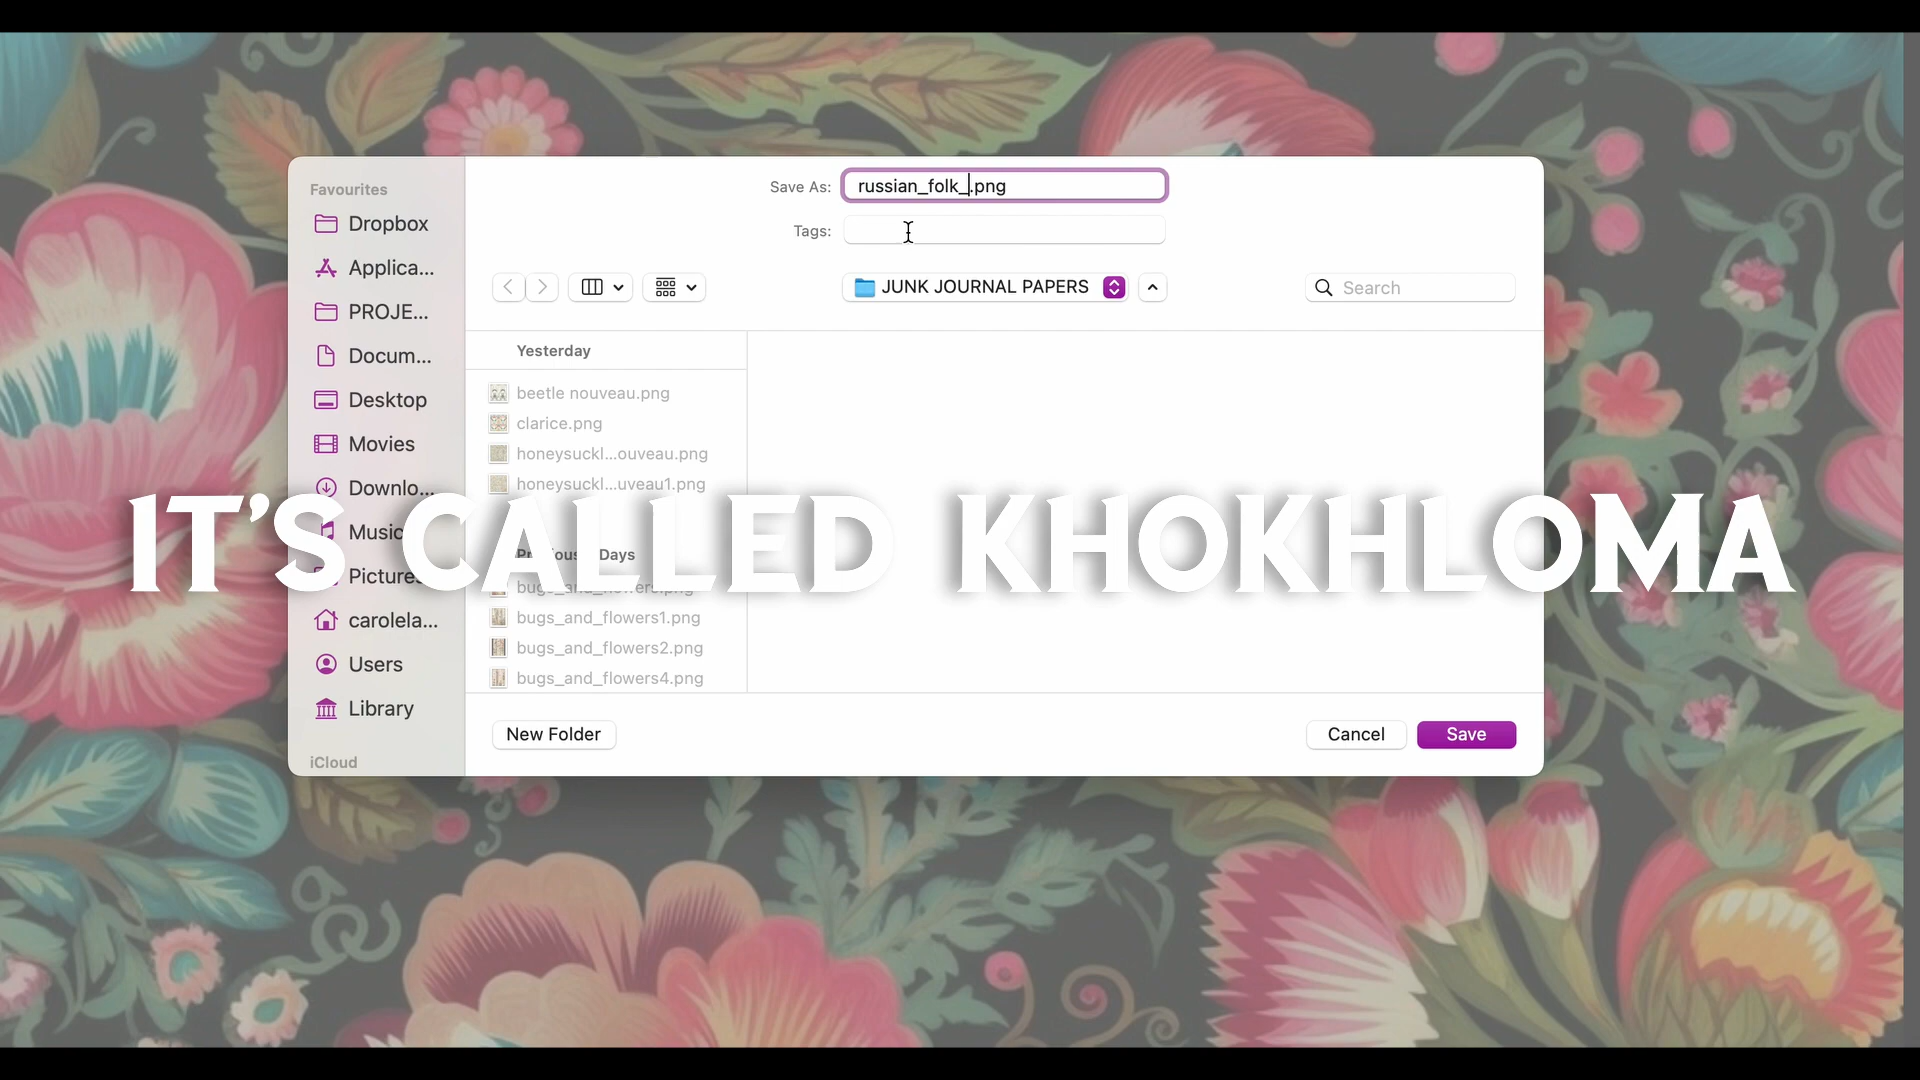 Favourites
Dropbox
Applica...
PROJE...
Docum...
Desktop
Movies
Downlo...
Music
Picture
carolela...
Users
Library
iCloud
Save As: russian_folk_.png
Tags:
JUNK JOURNAL PAPERS
Search
Yesterday
beetle nouveau.png
clarice.png
honeysuckl...ouveau.png
honeysuckl...uveau1.png
IT'S CALLED KHOKHLOMA
Days
bugs_and_flowers1.png
bugs_and_flowers2.png
bugs_and_flowers4.png
New Folder
Cancel
Save